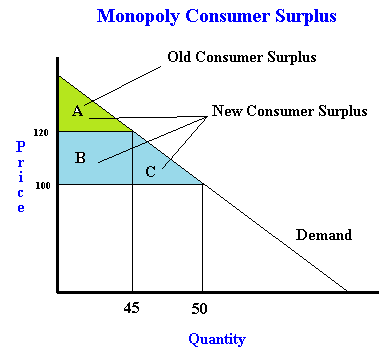 Monopoly Consumer Surplus
Old Consumer Surplus
A
New Consumer Surplus
120
Price
B
C
100
Demand
45
50
Quantity